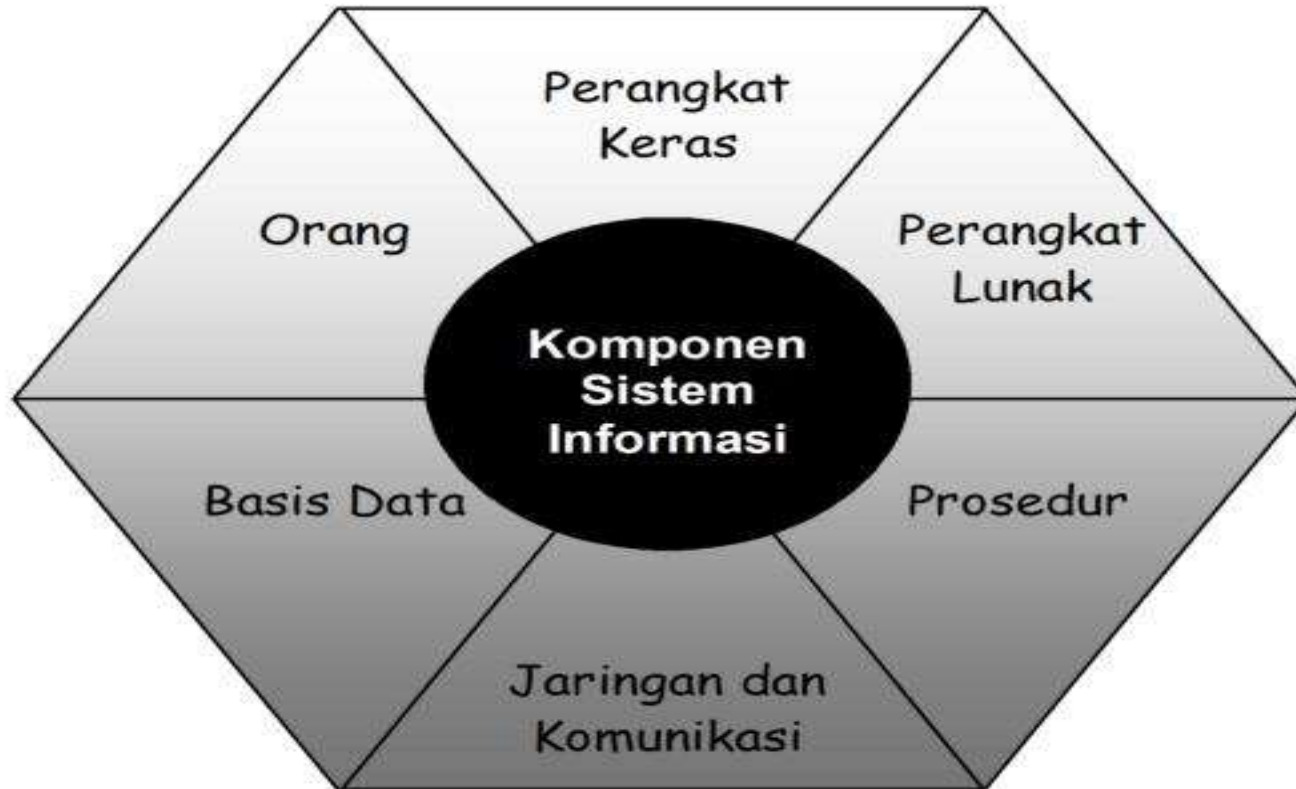 Perangkat
Keras
Orang
Perangkat
Lunak
Komponen
Sistem
Informasi
Basis Data
Prosedur
Jaringan dan
Komunikasi